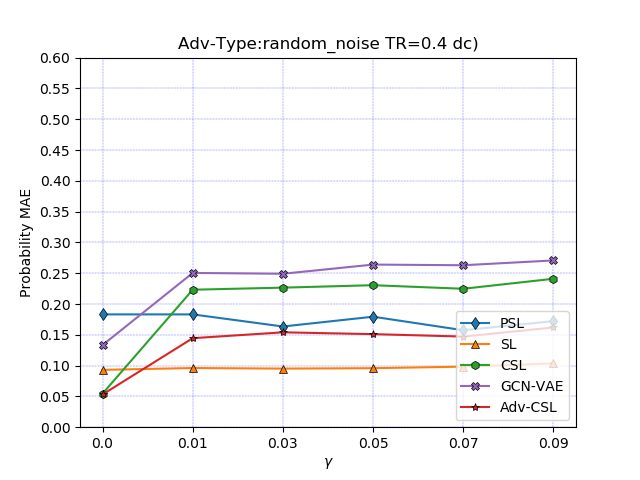 Adv-Type:random_noise TR=0.4 dc)
Probability MAE
0.60
0.55
0.50
0.45
0.40
0.35
0.30
0.25
0.20
0.15
0.10
0.05
0.00
PSL
SL
CSL
GCN-VAE
Adv-CSL
0.0 0.01 0.03 0.05 0.07 0.09
γ